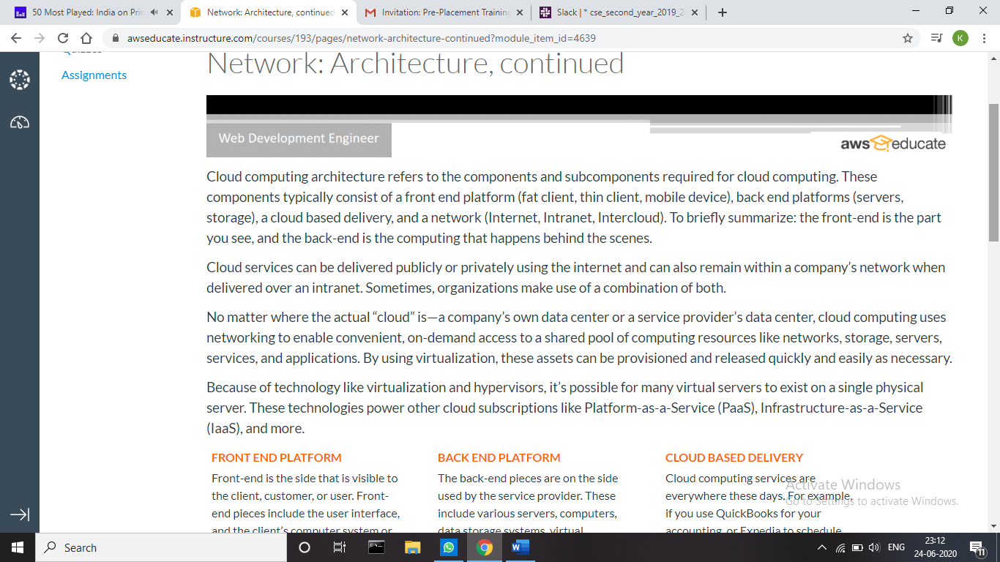 50 Most Played: India on Prim
Network: Architecture, continued
Invitation: Pre-Placement Training
Slack | * cse_second_year_2019_2
awseducate.instructure.com/courses/193/pages/network-architecture-continued?module_item_id=4639
K
Assignments
Network: Architecture, continued
Web Development Engineer
aws educate
Cloud computing architecture refers to the components and subcomponents required for cloud computing. These
components typically consist of a front end platform (fat client, thin client, mobile device), back end platforms (servers,
storage), a cloud based delivery, and a network (Internet, Intranet, Intercloud). To briefly summarize: the front-end is the part
you see, and the back-end is the computing that happens behind the scenes.
Cloud services can be delivered publicly or privately using the internet and can also remain within a company’s network when
delivered over an intranet. Sometimes, organizations make use of a combination of both.
No matter where the actual “cloud” is—a company’s own data center or a service provider’s data center, cloud computing uses
networking to enable convenient, on-demand access to a shared pool of computing resources like networks, storage, servers,
services, and applications. By using virtualization, these assets can be provisioned and released quickly and easily as necessary.
Because of technology like virtualization and hypervisors, it’s possible for many virtual servers to exist on a single physical
server. These technologies power other cloud subscriptions like Platform-as-a-Service (PaaS), Infrastructure-as-a-Service
(IaaS), and more.
FRONT END PLATFORM
Front-end is the side that is visible to
the client, customer, or user. Front-
end pieces include the user interface,
and the client’s computer system or
BACK END PLATFORM
The back-end pieces are on the side
used by the service provider. These
include various servers, computers,
data storage systems, virtual
CLOUD BASED DELIVERY
Cloud computing services are
everywhere these days. For example,
if you use QuickBooks for your
accounting, or Expedia to schedule
Activate Windows
Go to Settings to activate Windows.
Search
ENG
23:12
24-06-2020
11